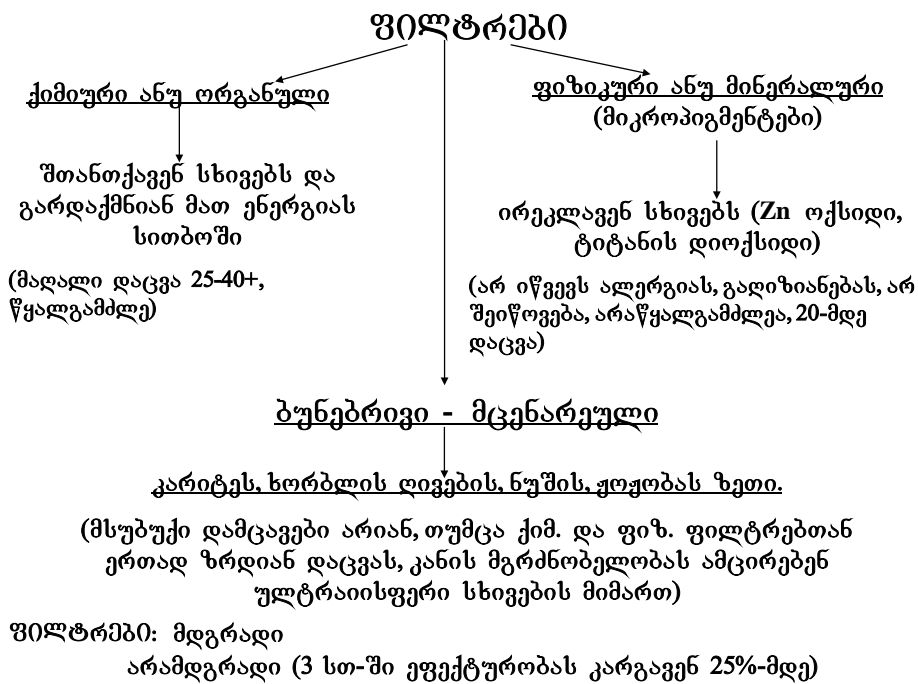 ფილტრები
ქიმიური ანუ ორგანული
ფიზიკური ანუ მინერალური
(მიკროპიგმენტები)
შთანთქავენ სხივებს და
გარდაქმნიან მათ ენერგიას
სითბოში
(მაღალი დაცვა 25-40+,
წყალგამძლე)
ირეკლავენ სხივებს (Zn ოქსიდი,
ტიტანის დიოქსიდი)
(არ იწვევს ალერგიას, გაღიზიანებას, არ
შეიწოვება, არაწყალგამძლეა, 20-მდე
დაცვა)
ბუნებრივი - მცენარეული
კარიტეს, ხორბლის ღივების, ნუშის, ჟოჟობას ზეთი.
(მსუბუქი დამცავები არიან, თუმცა ქიმ. და ფიზ. ფილტრებთან
ერთად ზრდიან დაცვას, კანის მგრძნობელობას ამცირებენ
ულტრაიისფერი სხივების მიმართ)
ფილტრები: მდგრადი
არამდგრადი (3 სთ-ში ეფექტურობას კარგავენ 25%-მდე)